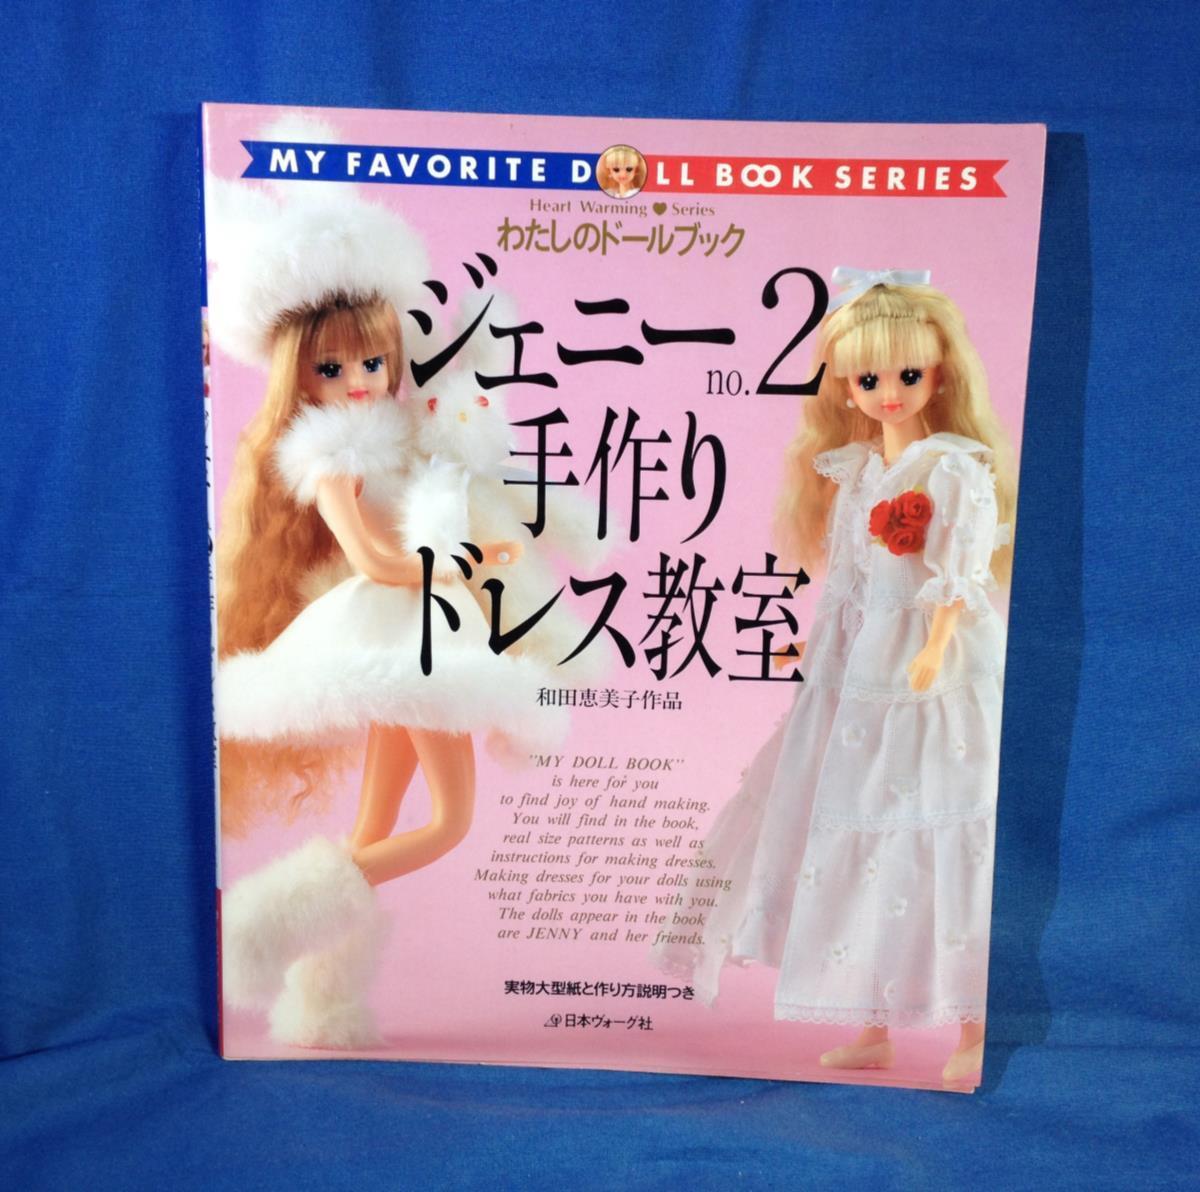 MY FAVORITE DOLL BOOK SERIES
Heart Warming ♥ Series
わたしのドールブック
ジェニー no.2
手作り
ドレス教室
和田恵美子作品
"MY DOLL BOOK"
is here for you
to find joy of hand making.
You will find in the book,
real size patterns as well as
instructions for making dresses.
Making dresses for your dolls using
what fabrics you have with you.
The dolls appear in the book
are JENNY and her friends.
実物大型紙と作り方説明つき
日本ヴォーグ社